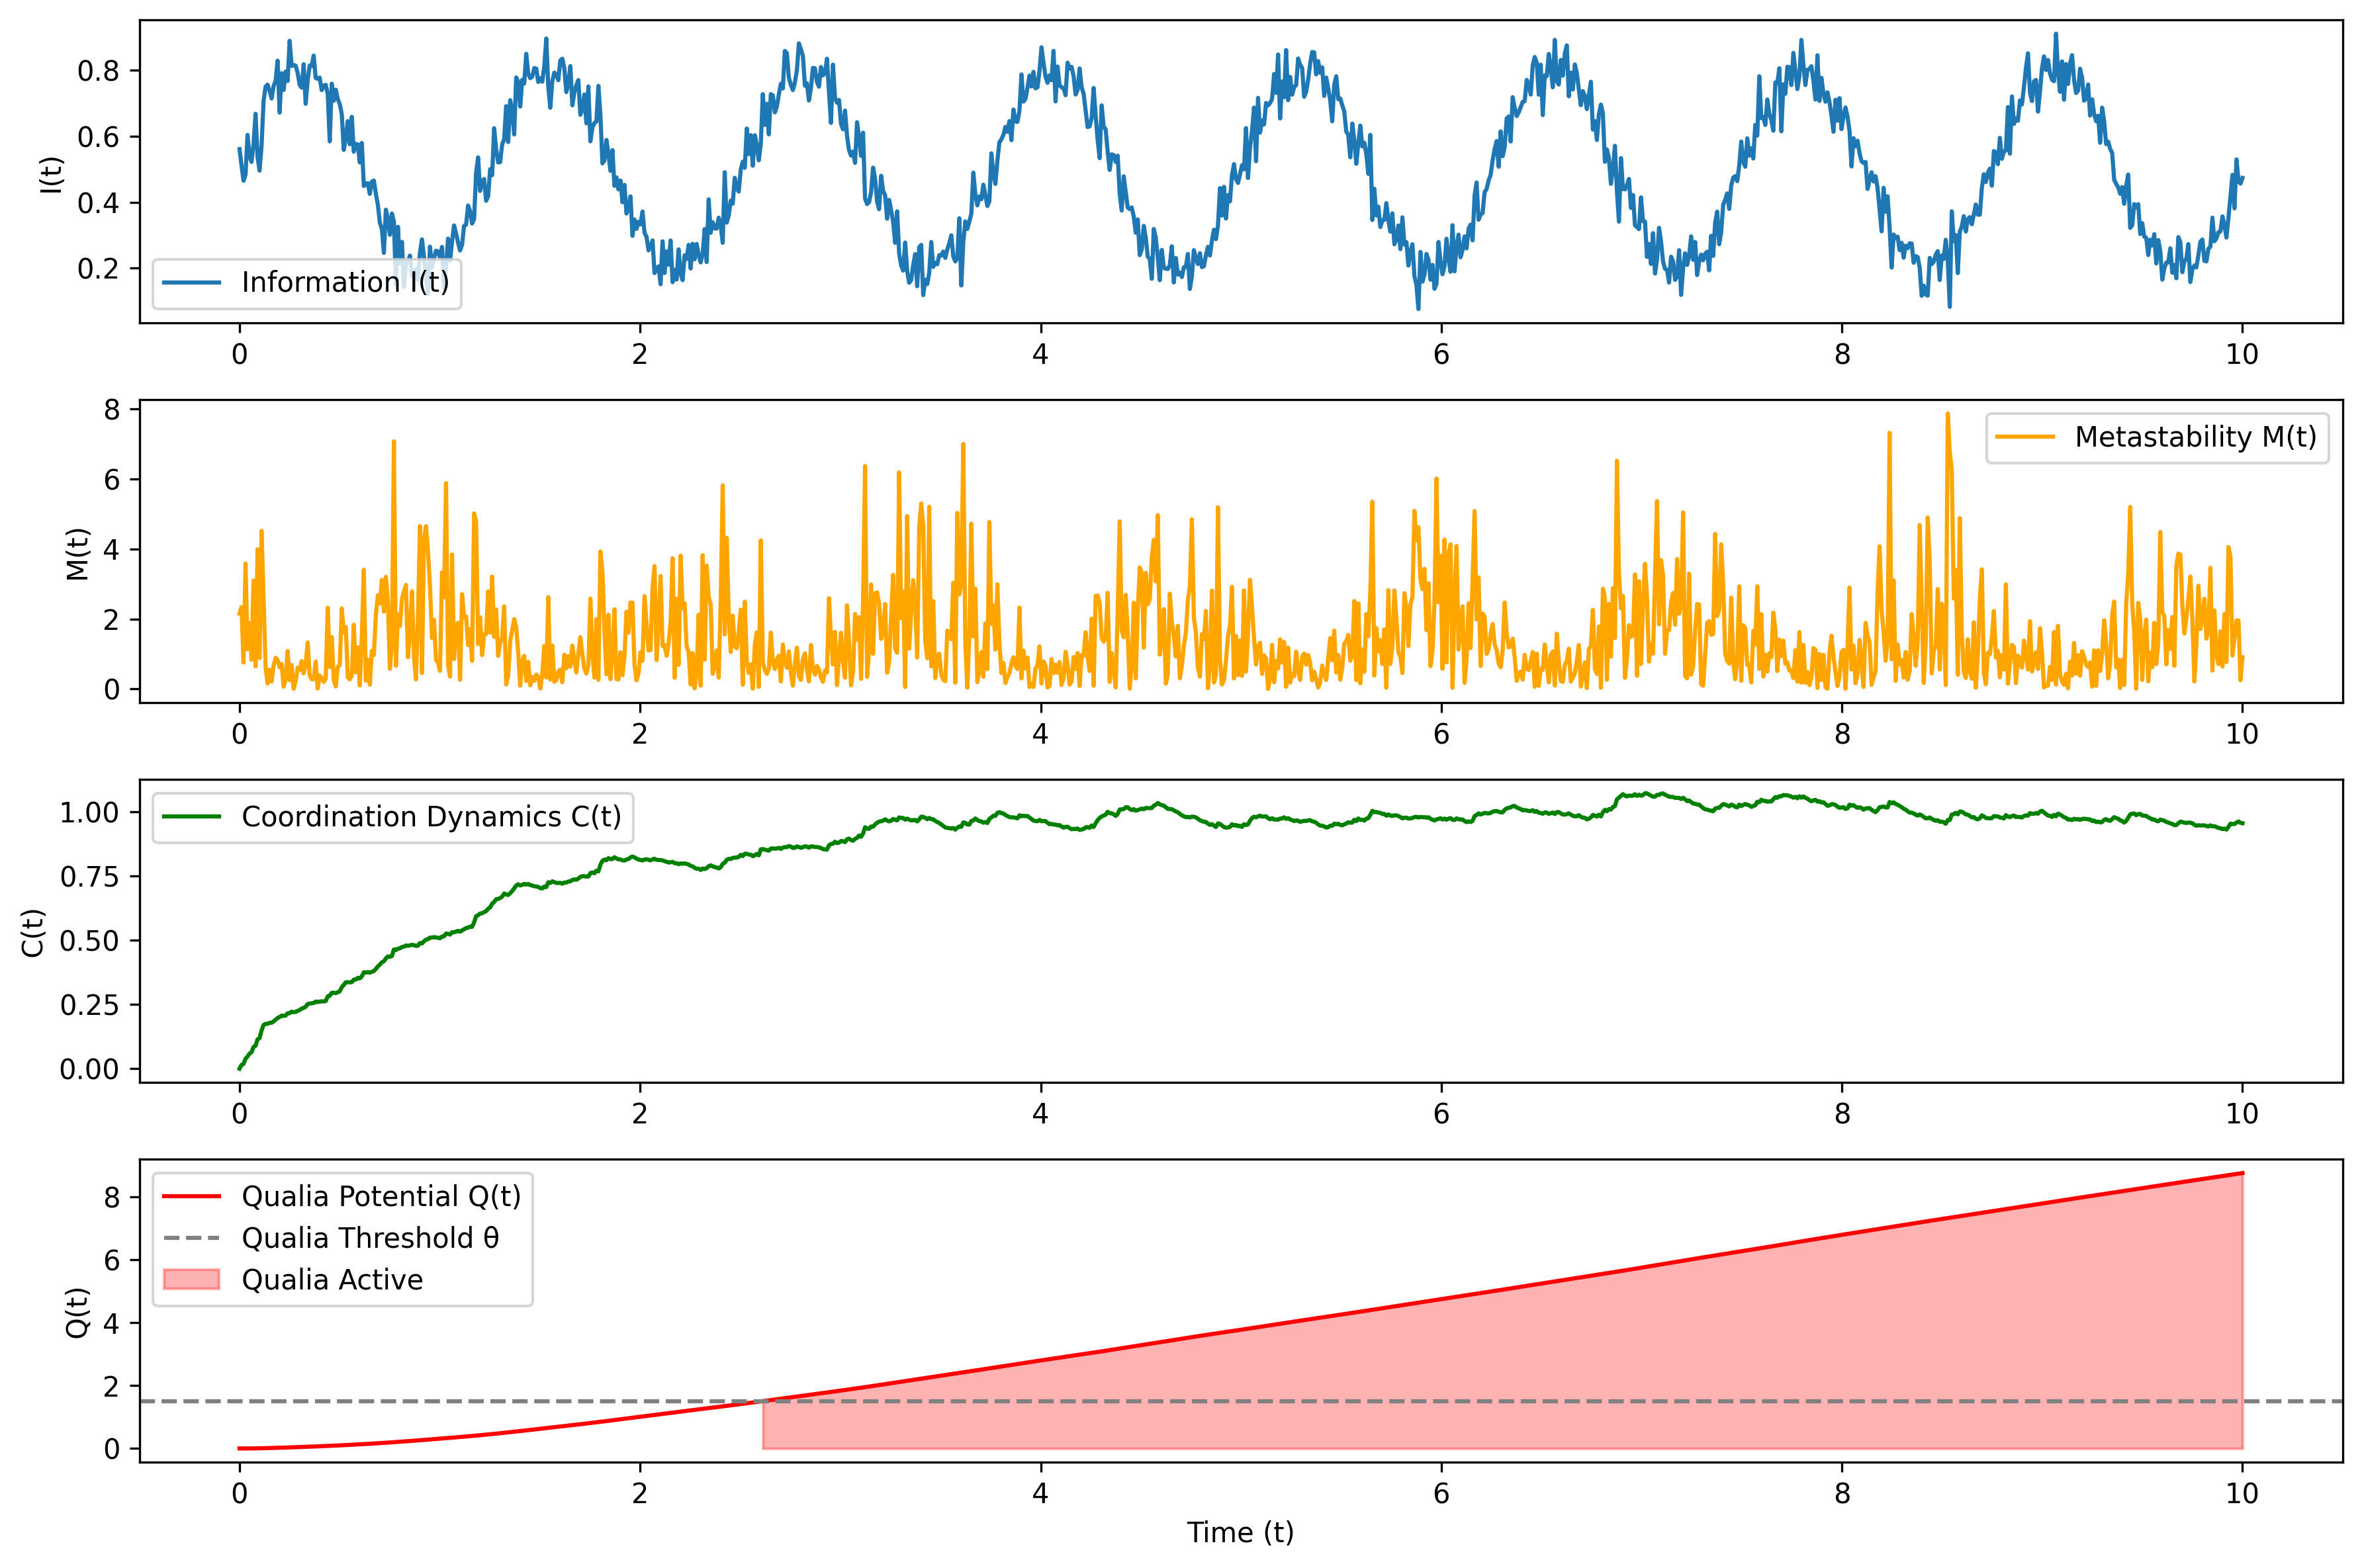 0.8
0.6
0.4
0.2
I(t)
Information I(t)
0 2 4 6 8 10
8
6
4
2
0
M(t)
Metastability M(t)
0 2 4 6 8 10
1.00
0.75
0.50
0.25
0.00
C(t)
Coordination Dynamics C(t)
0 2 4 6 8 10
8
6
4
2
0
Q(t)
Qualia Potential Q(t)
Qualia Threshold θ
Qualia Active
0 2 4 6 8 10
Time (t)